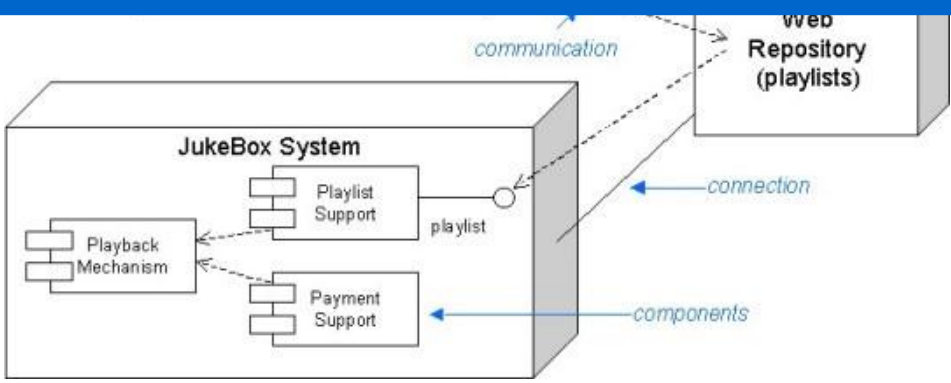 Web
communication
Repository
(playlists)
JukeBox System
Playlist
Support
connection
playlist
Playback
Mechanism
Payment
Support
components